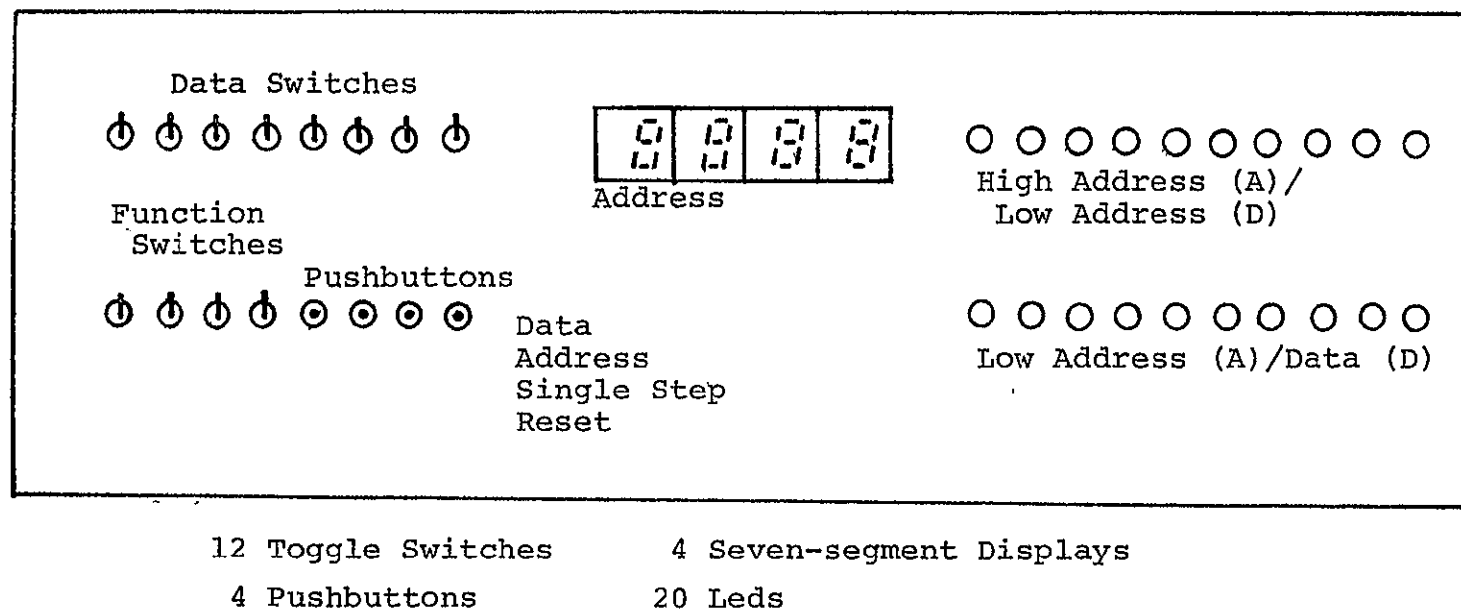 Data Switches
8888
Address
High Address (A)/
Low Address (D)
Function
Switches
Pushbuttons
Data
Address
Single Step
Reset
Low Address (A)/Data (D)
12 Toggle Switches 4 Seven-segment Displays
4 Pushbuttons 20 Leds